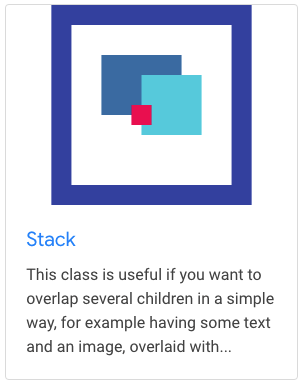 Stack
This class is useful if you want to
overlap several children in a simple
way, for example having some text
and an image, overlaid with...